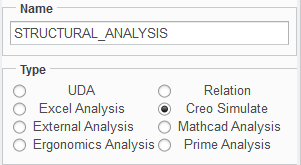 Name
STRUCTURAL_ANALYSIS
Type
UDA Relation
Excel Analysis Creo Simulate
External Analysis Mathcad Analysis
Ergonomics Analysis Prime Analysis